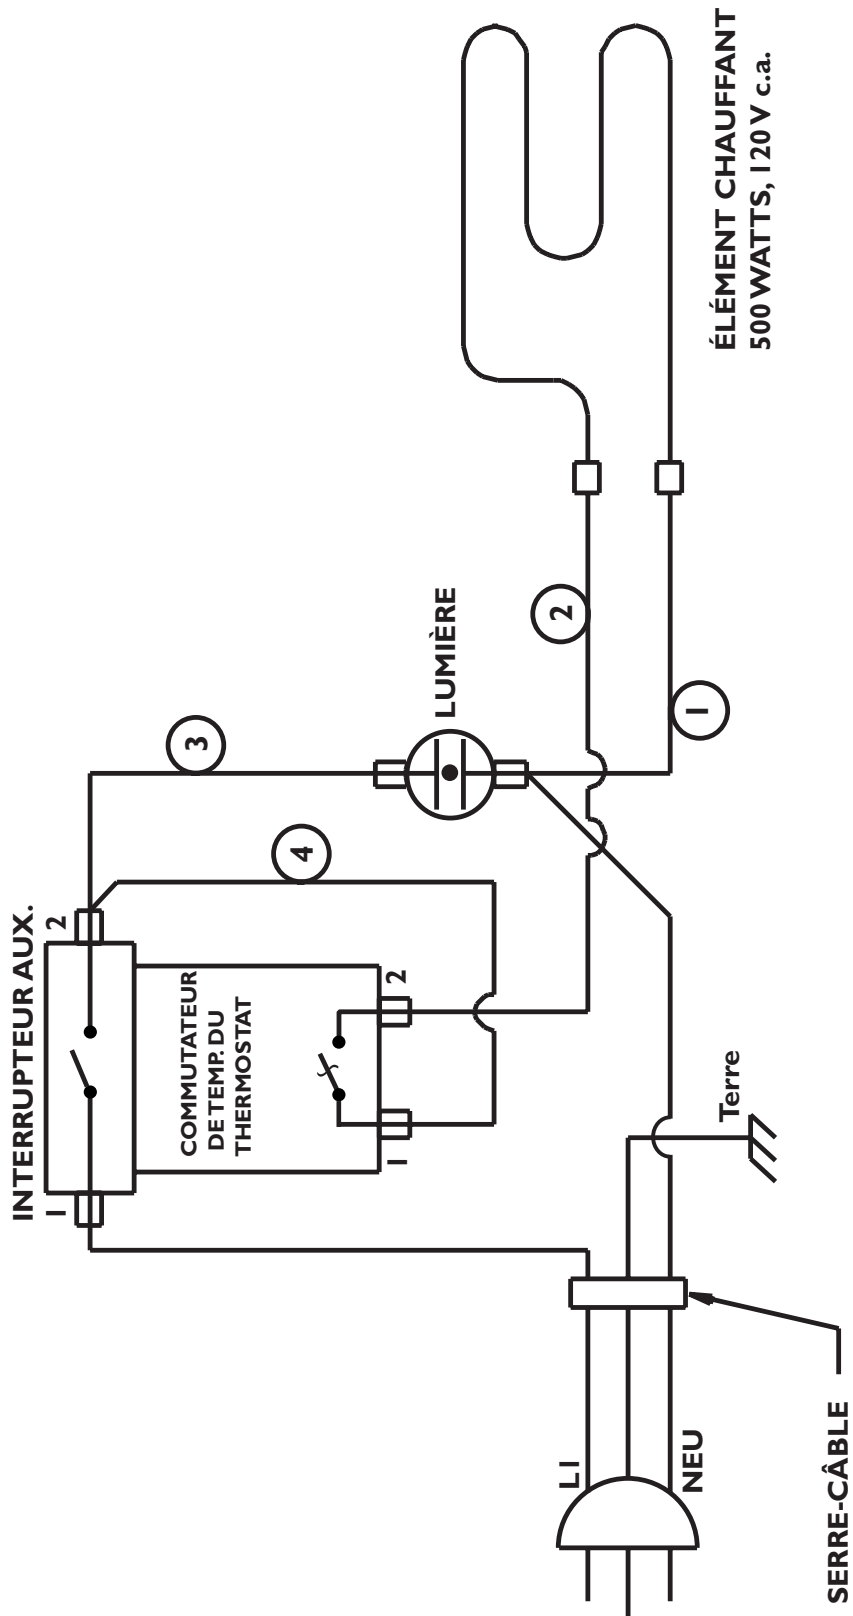 INTERRUPTEUR AUX.
1
2
COMMUTATEUR
DE TEMP. DU
THERMOSTAT
1
2
3
4
LUMIÈRE
2
1
ÉLÉMENT CHAUFFANT
500 WATTS, 120 V c.a.
L1
NEU
Terre
SERRE-CÂBLE